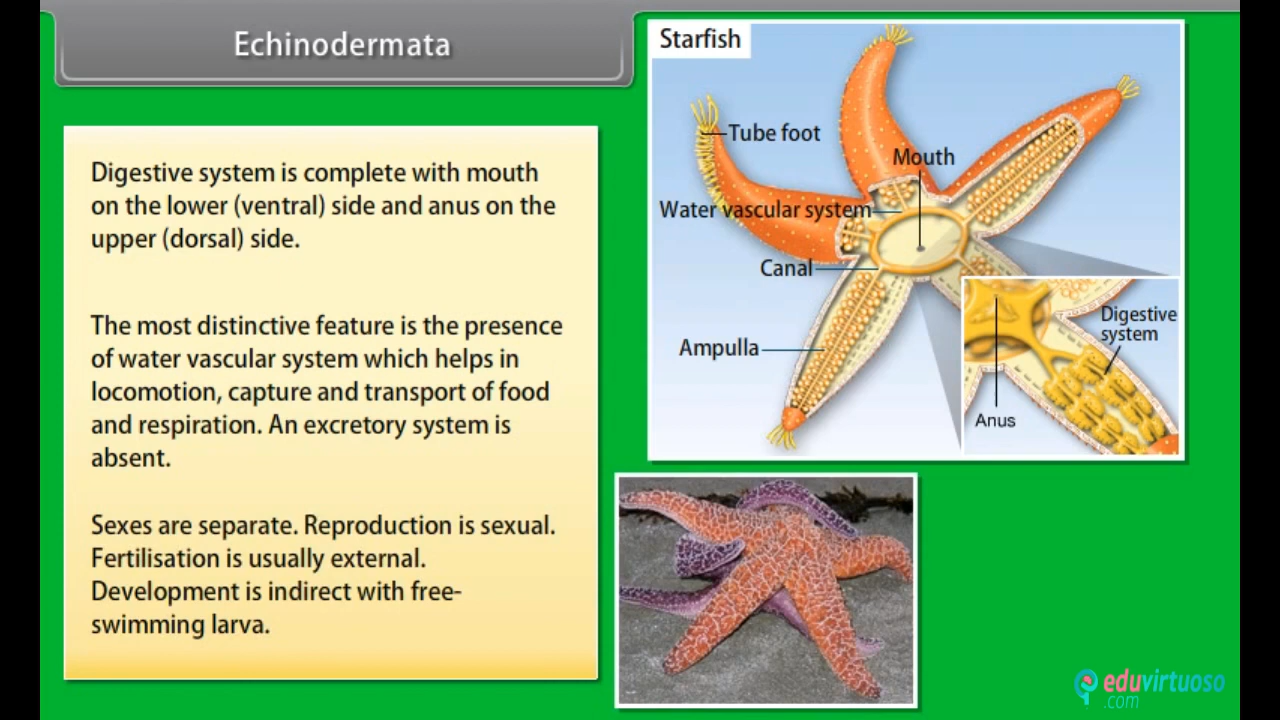 Echinodermata
Digestive system is complete with mouth
on the lower (ventral) side and anus on the
upper (dorsal) side.
The most distinctive feature is the presence
of water vascular system which helps in
locomotion, capture and transport of food
and respiration. An excretory system is
absent.
Sexes are separate. Reproduction is sexual.
Fertilisation is usually external.
Development is indirect with free-
swimming larva.
Starfish
Tube foot
Mouth
Water vascular system
Canal
Ampulla
Digestive
system
Anus
eduvirtuoso
.com